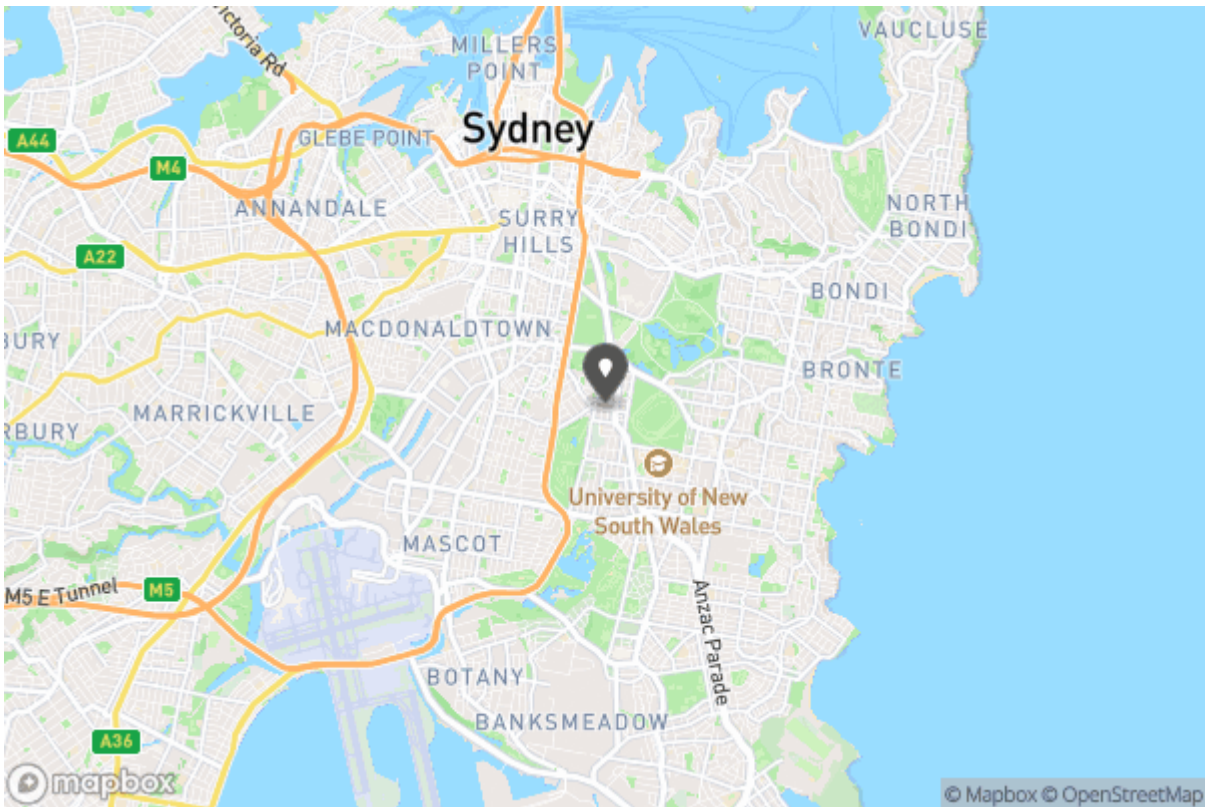 Victoria Rd
MILLERS
POINT
VAUCLUSE
A44
GLEBE POINT
Sydney
M4
ANNANDALE
SURRY
HILLS
NORTH
BONDI
A22
BONDI
MACDONALDTOWN
BURY
BRONTE
MARRICKVILLE
RBURY
University of New
South Wales
MASCOT
M5 E Tunnel
M5
Anzac Parade
BOTANY
BANKSMEADOW
A36
mapbox
© Mapbox © OpenStreetMap